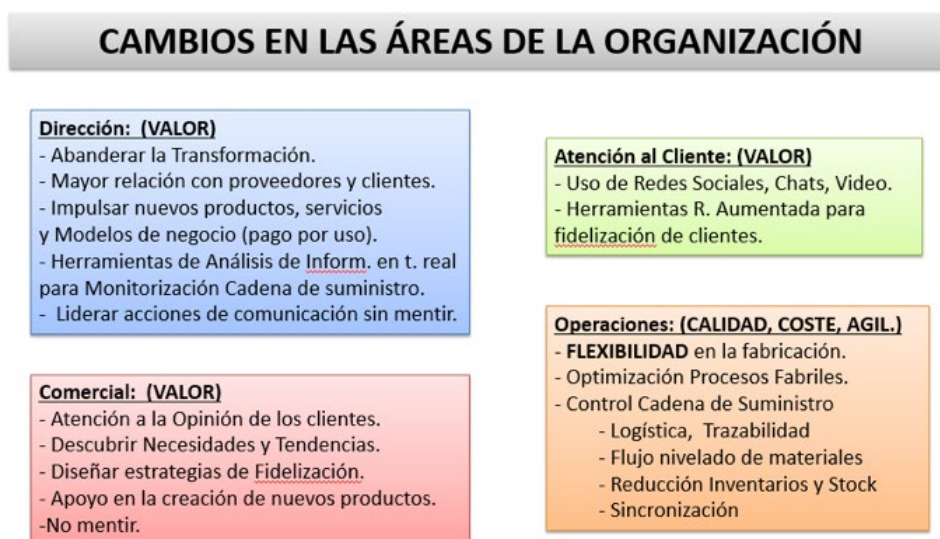 CAMBIOS EN LAS ÁREAS DE LA ORGANIZACIÓN
Dirección: (VALOR)
- Abanderar la Transformación.
- Mayor relación con proveedores y clientes.
- Impulsar nuevos productos, servicios
y Modelos de negocio (pago por uso).
- Herramientas de Análisis de Inform. en t. real
para Monitorización Cadena de suministro.
- Liderar acciones de comunicación sin mentir.
Comercial: (VALOR)
- Atención a la Opinión de los clientes.
- Descubrir Necesidades y Tendencias.
- Diseñar estrategias de Fidelización.
- Apoyo en la creación de nuevos productos.
-No mentir.
Atención al Cliente: (VALOR)
- Uso de Redes Sociales, Chats, Video.
- Herramientas R. Aumentada para
fidelización de clientes.
Operaciones: (CALIDAD, COSTE, AGIL.)
- FLEXIBILIDAD en la fabricación.
- Optimización Procesos Fabriles.
- Control Cadena de Suministro
- Logística, Trazabilidad
- Flujo nivelado de materiales
- Reducción Inventarios y Stock
- Sincronización